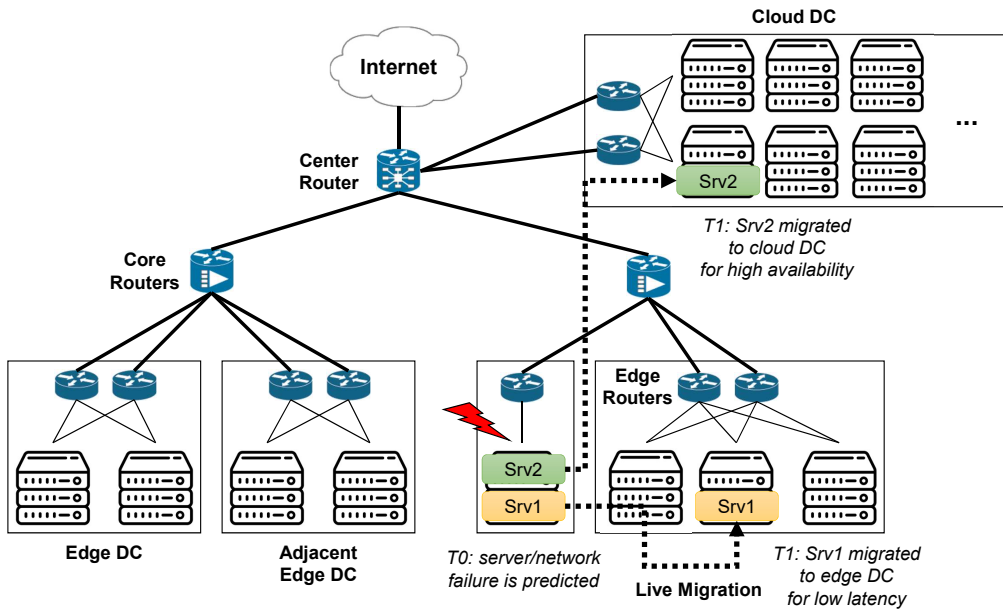 Cloud DC
Internet
...
Center
Router
Srv2
T1: Srv2 migrated
to cloud DC
for high availability
Core
Routers
Edge
Routers
Srv2
Srv1
Srv1
Edge DC
Adjacent
Edge DC
T0: server/network
failure is predicted
Live Migration
T1: Srv1 migrated
to edge DC
for low latency